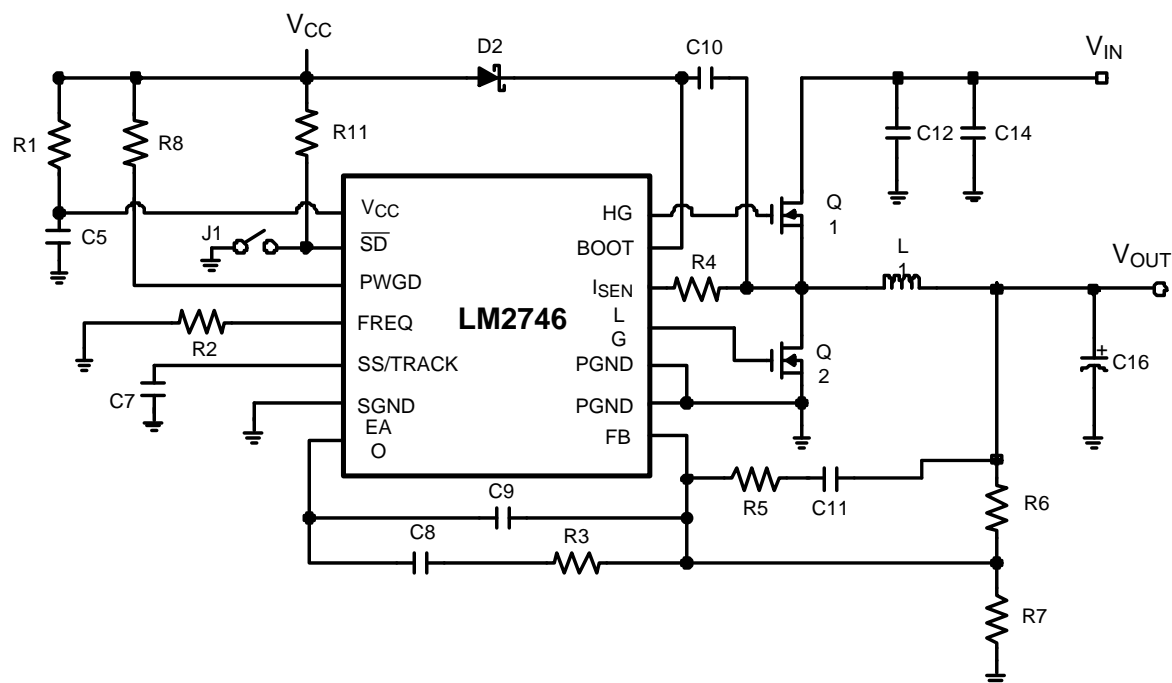 VCC
D2
C10
VIN
R1
R8
R11
C12
C14
VCC
HG
Q
1
C5
J1
SD
BOOT
L
1
VOUT
PWGD
ISEN
R4
R2
FREQ
LM2746
L
G
Q
2
C16
SS/TRACK
PGND
C7
SGND
PGND
EA
O
FB
C9
R5
C11
R6
C8
R3
R7
+